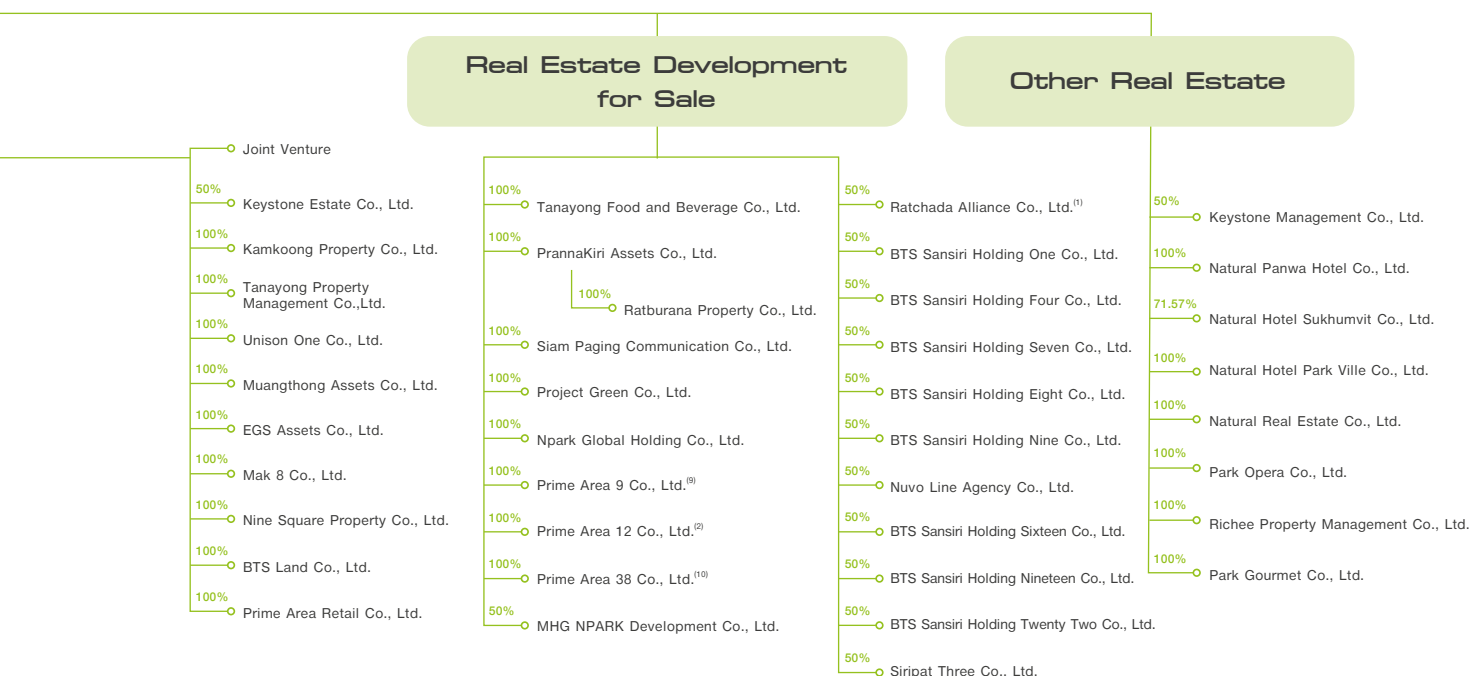 Real Estate Development
for Sale
Other Real Estate
Joint Venture
50%
Keystone Estate Co., Ltd.
100%
Kamkoong Property Co., Ltd.
100%
Tanayong Property
Management Co.,Ltd.
100%
Unison One Co., Ltd.
100%
Muangthong Assets Co., Ltd.
100%
EGS Assets Co., Ltd.
100%
Mak 8 Co., Ltd.
100%
Nine Square Property Co., Ltd.
100%
BTS Land Co., Ltd.
100%
Prime Area Retail Co., Ltd.
100%
Tanayong Food and Beverage Co., Ltd.
100%
PrannaKiri Assets Co., Ltd.
100%
Ratburana Property Co., Ltd.
100%
Siam Paging Communication Co., Ltd.
100%
Project Green Co., Ltd.
100%
Npark Global Holding Co., Ltd.
100%
Prime Area 9 Co., Ltd.(9)
100%
Prime Area 12 Co., Ltd.(2)
100%
Prime Area 38 Co., Ltd.(10)
50%
MHG NPARK Development Co., Ltd.
50%
Ratchada Alliance Co., Ltd.(1)
50%
BTS Sansiri Holding One Co., Ltd.
50%
BTS Sansiri Holding Four Co., Ltd.
50%
BTS Sansiri Holding Seven Co., Ltd.
50%
BTS Sansiri Holding Eight Co., Ltd.
50%
BTS Sansiri Holding Nine Co., Ltd.
50%
Nuvo Line Agency Co., Ltd.
50%
BTS Sansiri Holding Sixteen Co., Ltd.
50%
BTS Sansiri Holding Nineteen Co., Ltd.
50%
BTS Sansiri Holding Twenty Two Co., Ltd.
50%
Siripat Three Co., Ltd.
50%
Keystone Management Co., Ltd.
100%
Natural Panwa Hotel Co., Ltd.
71.57%
Natural Hotel Sukhumvit Co., Ltd.
100%
Natural Hotel Park Ville Co., Ltd.
100%
Natural Real Estate Co., Ltd.
100%
Park Opera Co., Ltd.
100%
Richee Property Management Co., Ltd.
100%
Park Gourmet Co., Ltd.